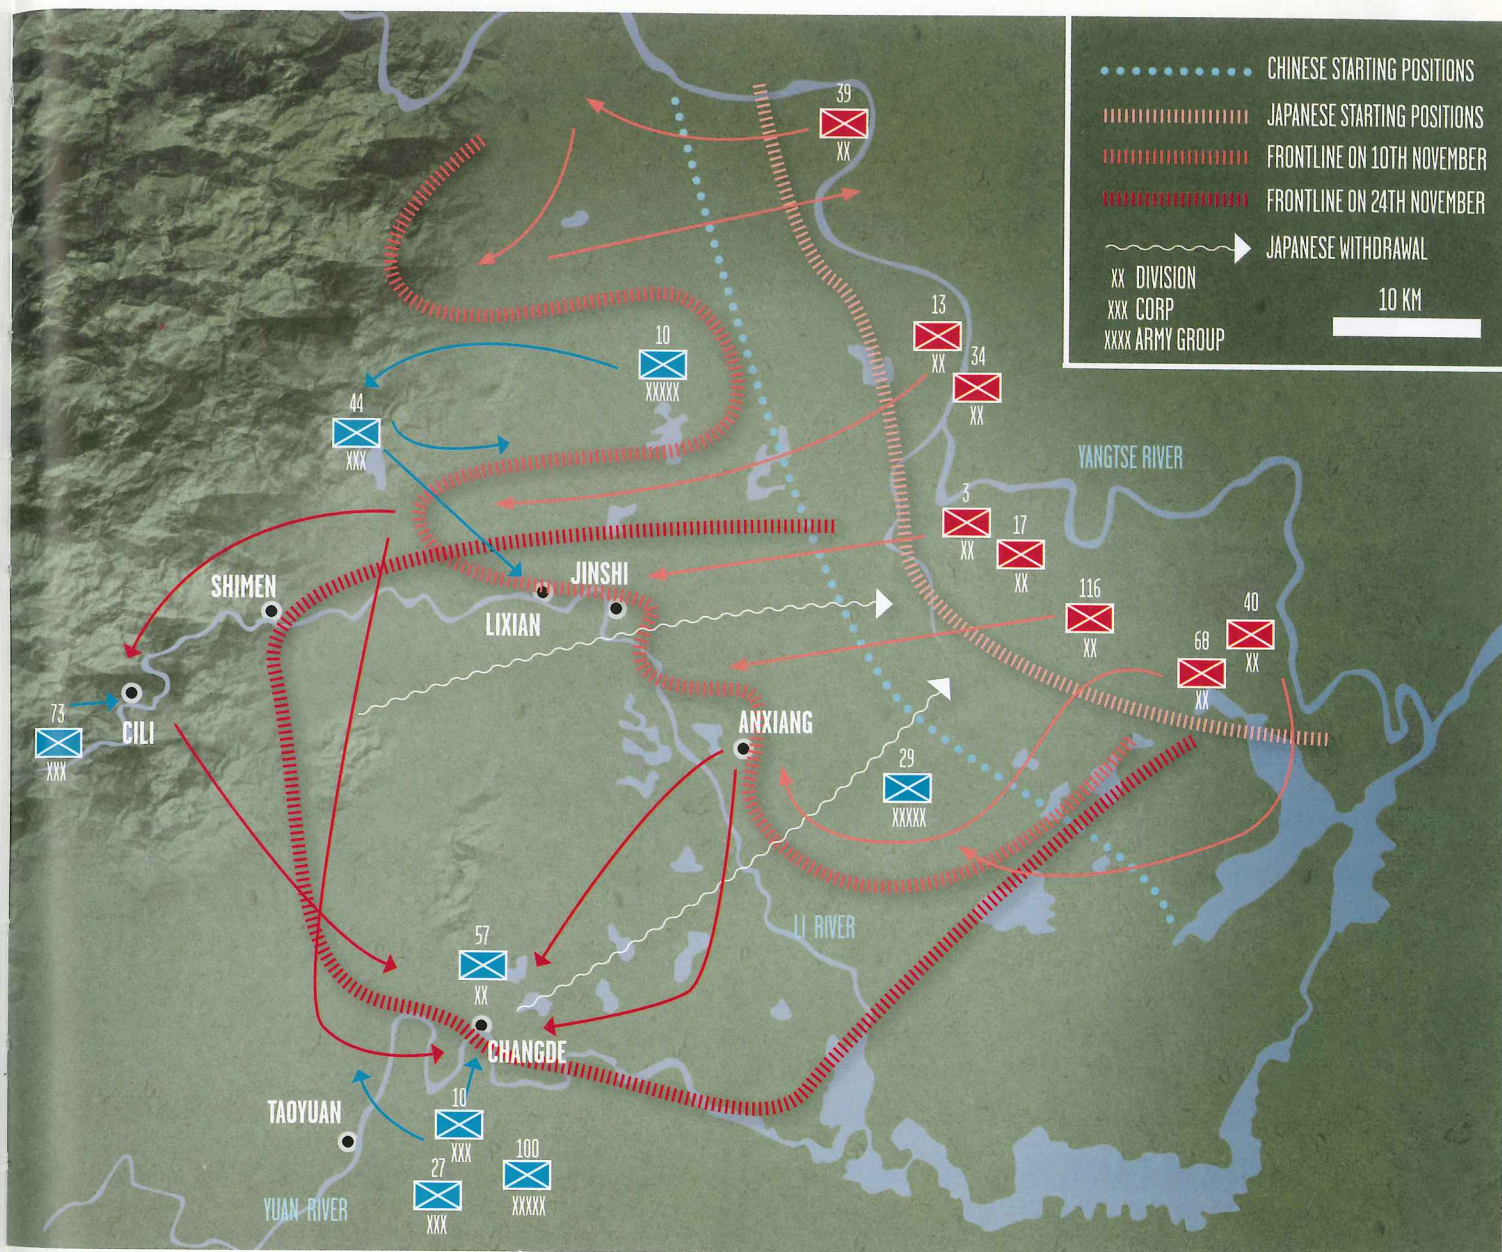 CHINESE STARTING POSITIONS
JAPANESE STARTING POSITIONS
FRONTLINE ON 10TH NOVEMBER
FRONTLINE ON 24TH NOVEMBER
JAPANESE WITHDRAWAL
XX DIVISION
XXX CORP
XXXX ARMY GROUP
10 KM
39
XX
13
XX
34
XX
10
XXXXX
44
XXX
YANGTSE RIVER
3
XX
17
XX
116
XX
40
XX
68
XX
SHIMEN
JINSHI
LIXIAN
73
XXX
CILI
ANXIANG
29
XXXXX
LI RIVER
57
XX
CHANGDE
TAOYUAN
10
XXX
100
XXXXX
27
XXX
YUAN RIVER